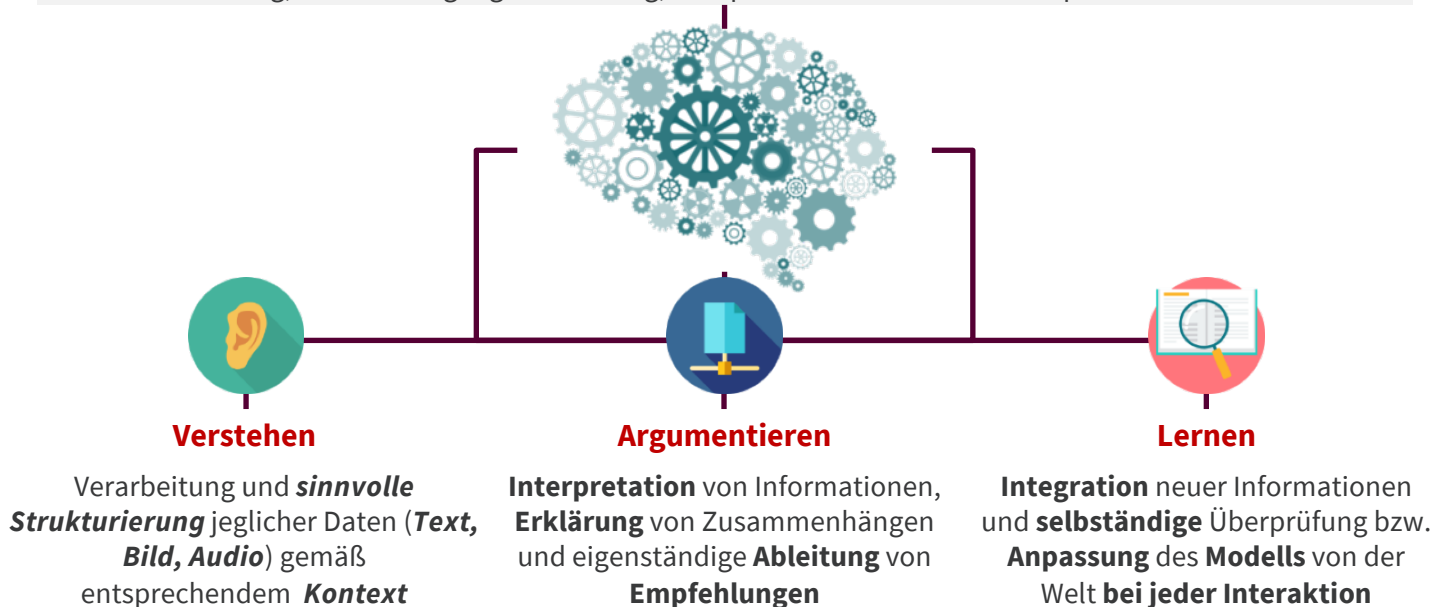 Verstehen
Verarbeitung und sinnvolle
Strukturierung jeglicher Daten (Text,
Bild, Audio) gemäß
entsprechendem Kontext
Argumentieren
Interpretation von Informationen,
Erklärung von Zusammenhängen
und eigenständige Ableitung von
Empfehlungen
Lernen
Integration neuer Informationen
und selbständige Überprüfung bzw.
Anpassung des Modells von der
Welt bei jeder Interaktion